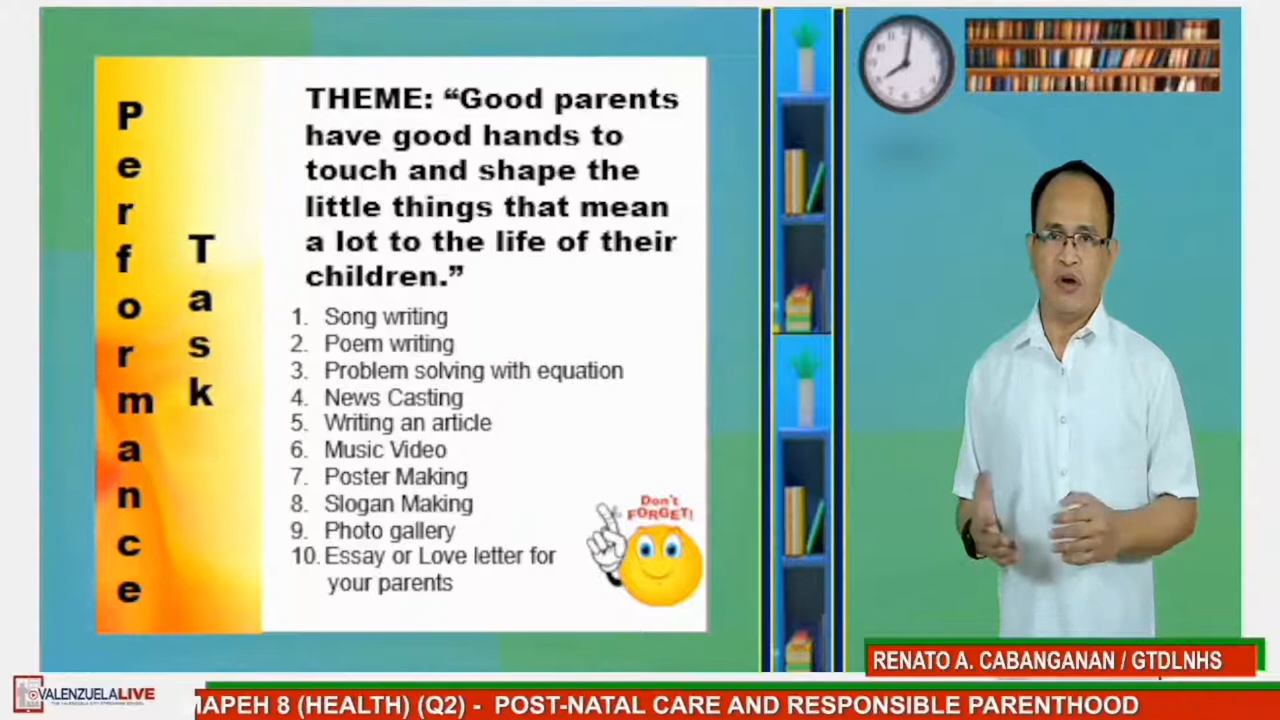 Performance
Task
THEME: “Good parents
have good hands to
touch and shape the
little things that mean
a lot to the life of their
children.”
1. Song writing
2. Poem writing
3. Problem solving with equation
4. News Casting
5. Writing an article
6. Music Video
7. Poster Making
8. Slogan Making
9. Photo gallery
10. Essay or Love letter for
your parents
Don't
FORGET!
RENATO A. CABANGANAN / GTDLNHS
VALENZUELALIVE
MAPEH 8 (HEALTH) (Q2) - POST-NATAL CARE AND RESPONSIBLE PARENTHOOD